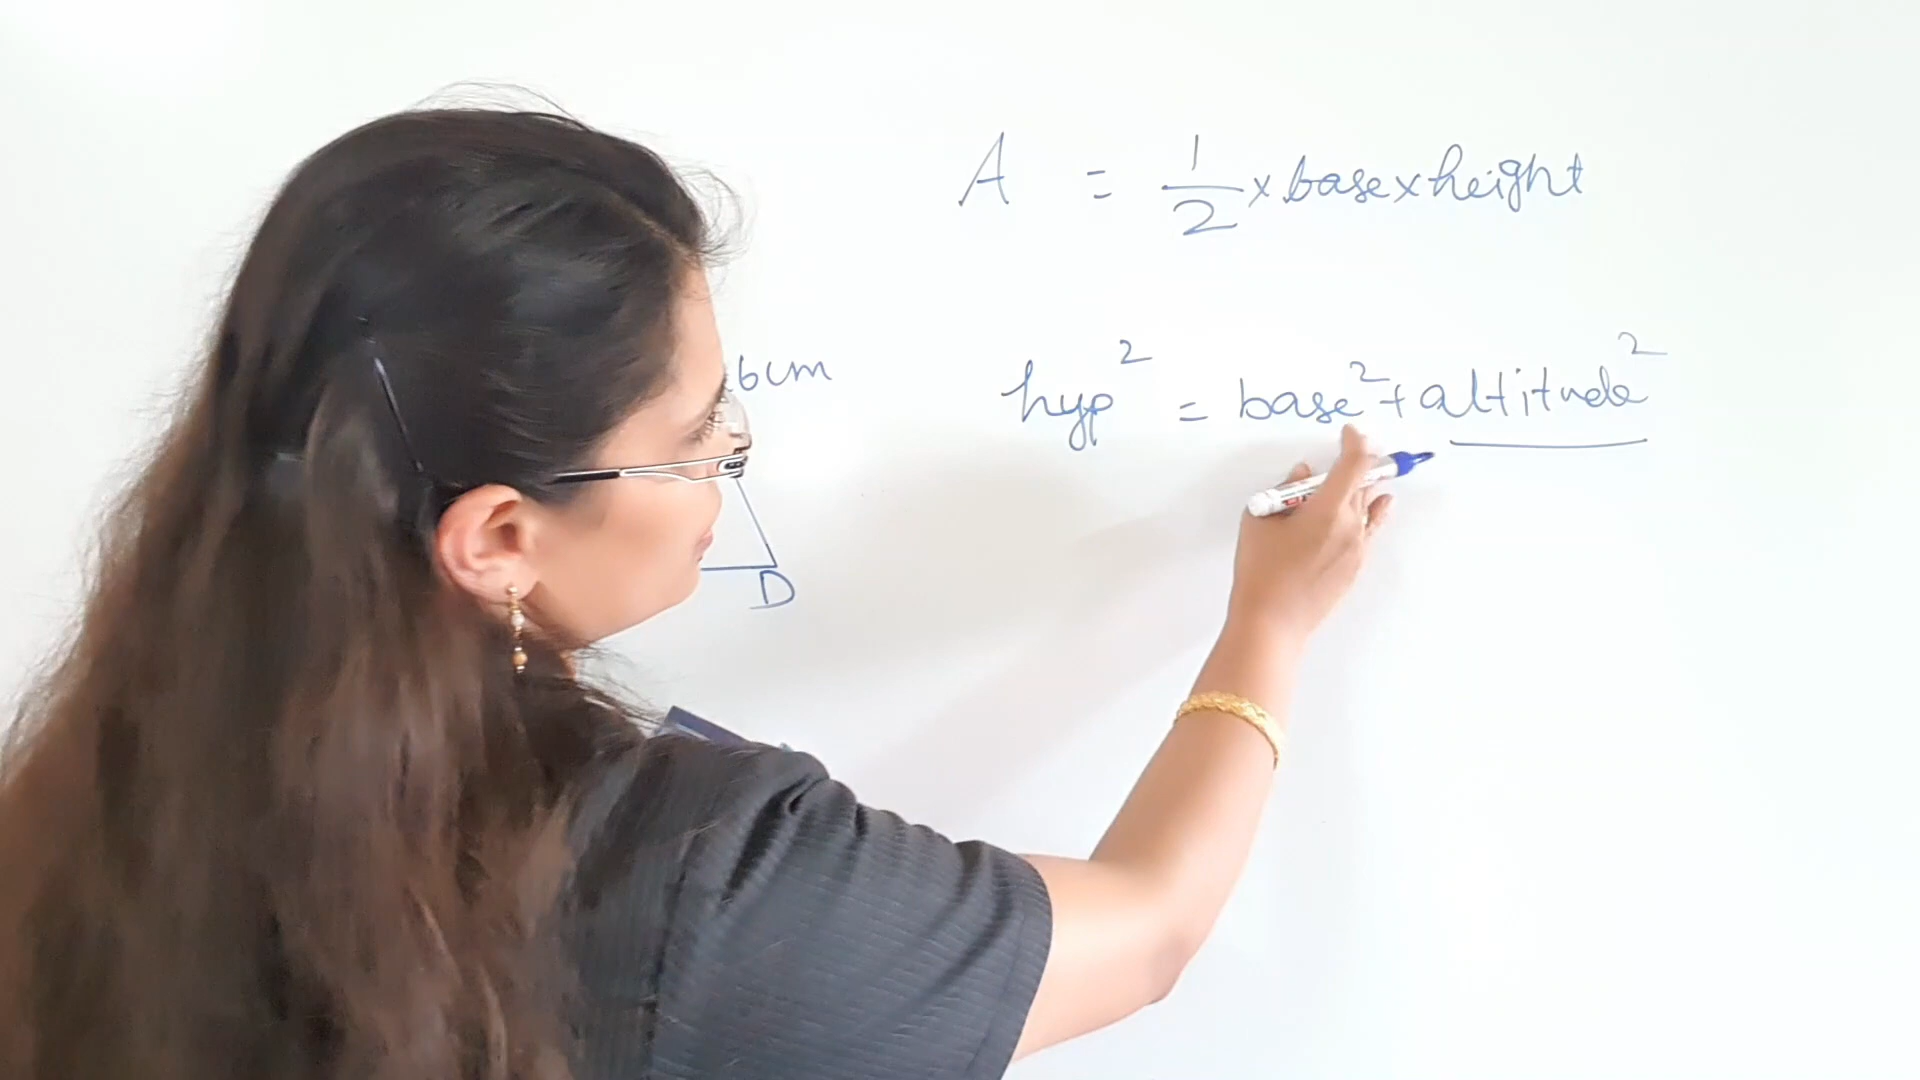 A = 1/2 × base × height
6cm
hyp² = base² + altitude²
D